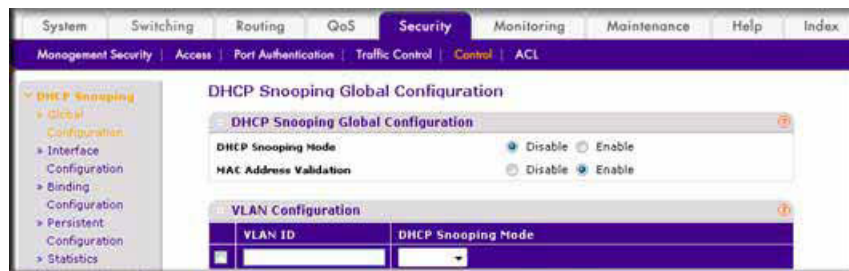 System Switching Routing QoS Security Monitoring Maintenance Help Index
Management Security Access Port Authentication Traffic Control Control ACL
DHCP Snooping
Global
Configuration
Interface
Configuration
Binding
Configuration
Persistent
Configuration
Statistics
DHCP Snooping Global Configuration
DHCP Snooping Global Configuration
DHCP Snooping Mode Disable Enable
MAC Address Validation Disable Enable
VLAN Configuration
VLAN ID DHCP Snooping Mode